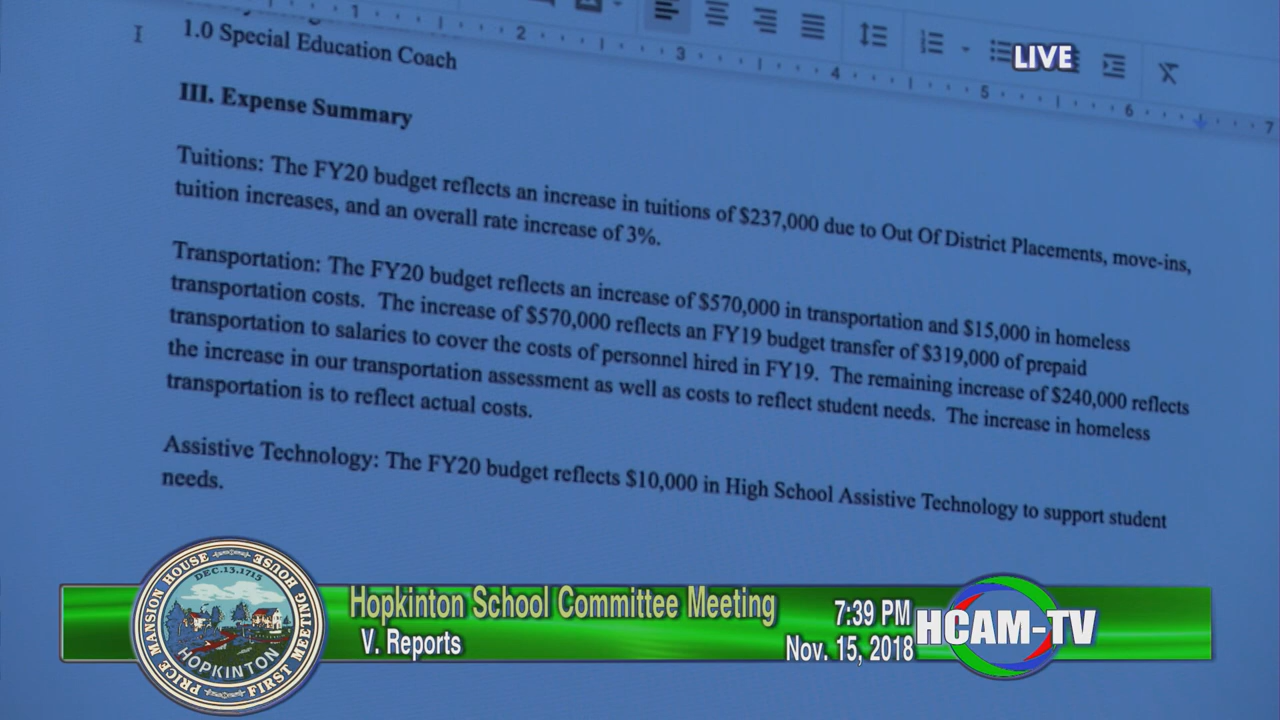 1
2
3
4
5
6
7
LIVE
1.0 Special Education Coach
III. Expense Summary
Tuitions: The FY20 budget reflects an increase in tuitions of $237,000 due to Out Of District Placements, move-ins,
tuition increases, and an overall rate increase of 3%.
Transportation: The FY20 budget reflects an increase of $570,000 in transportation and $15,000 in homeless
transportation costs. The increase of $570,000 reflects an FY19 budget transfer of $319,000 of prepaid
transportation to salaries to cover the costs of personnel hired in FY19. The remaining increase of $240,000 reflects
the increase in our transportation assessment as well as costs to reflect student needs. The increase in homeless
transportation is to reflect actual costs.
Assistive Technology: The FY20 budget reflects $10,000 in High School Assistive Technology to support student
needs.
PRICE MANSION HOUSE
FIRST MEETING HOUSE
DEC.13.1715
HOPKINTON
Hopkinton School Committee Meeting
V. Reports
7:39 PM
Nov. 15, 2018
HCAM-TV